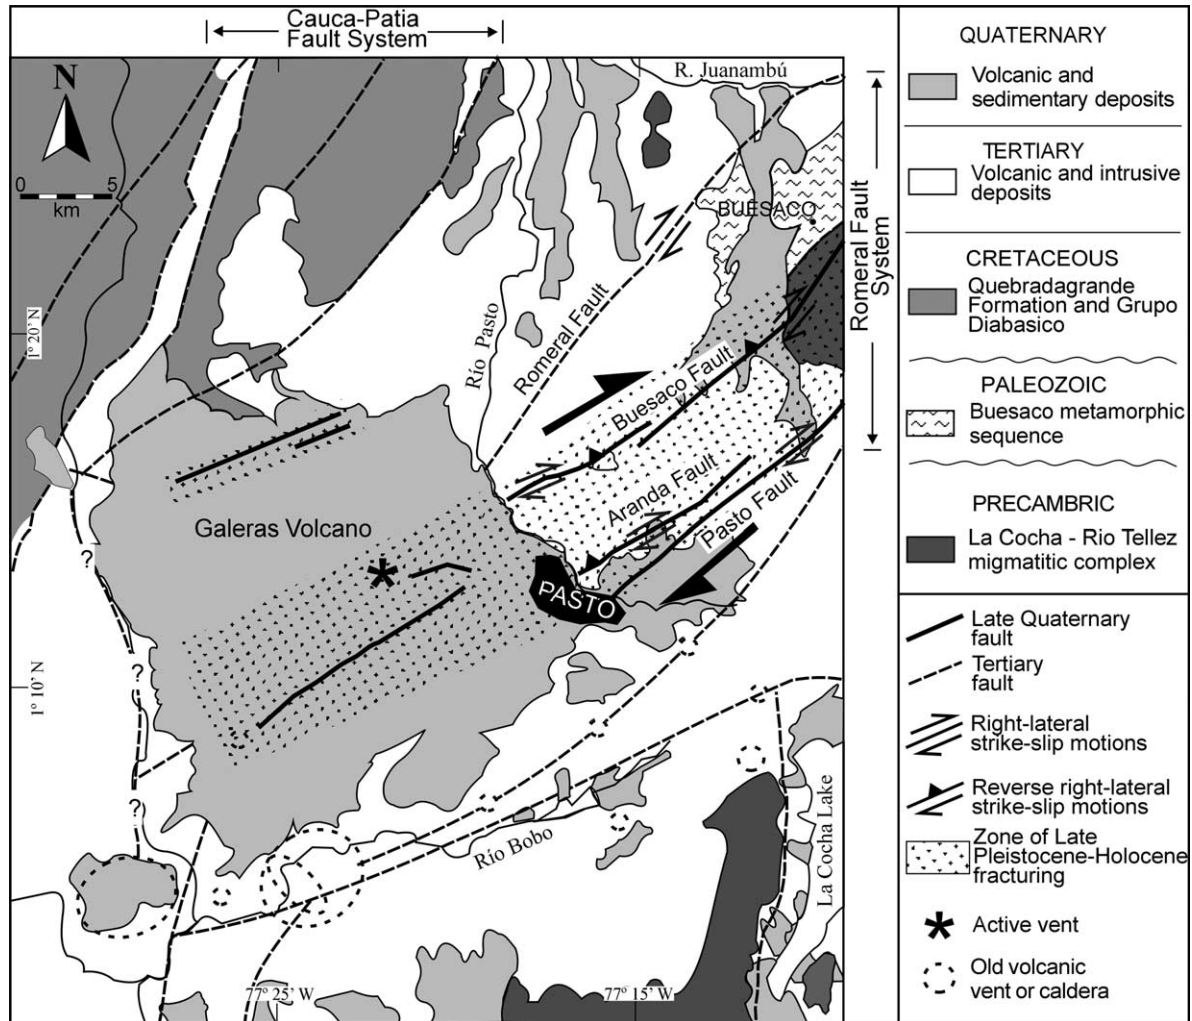 Cauca-Patia
Fault System
R. Juanambú
N
0 5
km
BUESACO
Romeral Fault
System
1º 20' N
Río Pasto
Romeral Fault
Buesaco Fault
Aranda Fault
Pasto Fault
Galeras Volcano
?
PASTO
?
1º 10' N
?
Río Bobo
La Cocha Lake
77º 25' W
77º 15' W
QUATERNARY
Volcanic and
sedimentary deposits
TERTIARY
Volcanic and intrusive
deposits
CRETACEOUS
Quebradagrande
Formation and Grupo
Diabasico
PALEOZOIC
Buesaco metamorphic
sequence
PRECAMBRIC
La Cocha - Rio Tellez
migmatitic complex
Late Quaternary
fault
Tertiary
fault
Right-lateral
strike-slip motions
Reverse right-lateral
strike-slip motions
Zone of Late
Pleistocene-Holocene
fracturing
Active vent
Old volcanic
vent or caldera